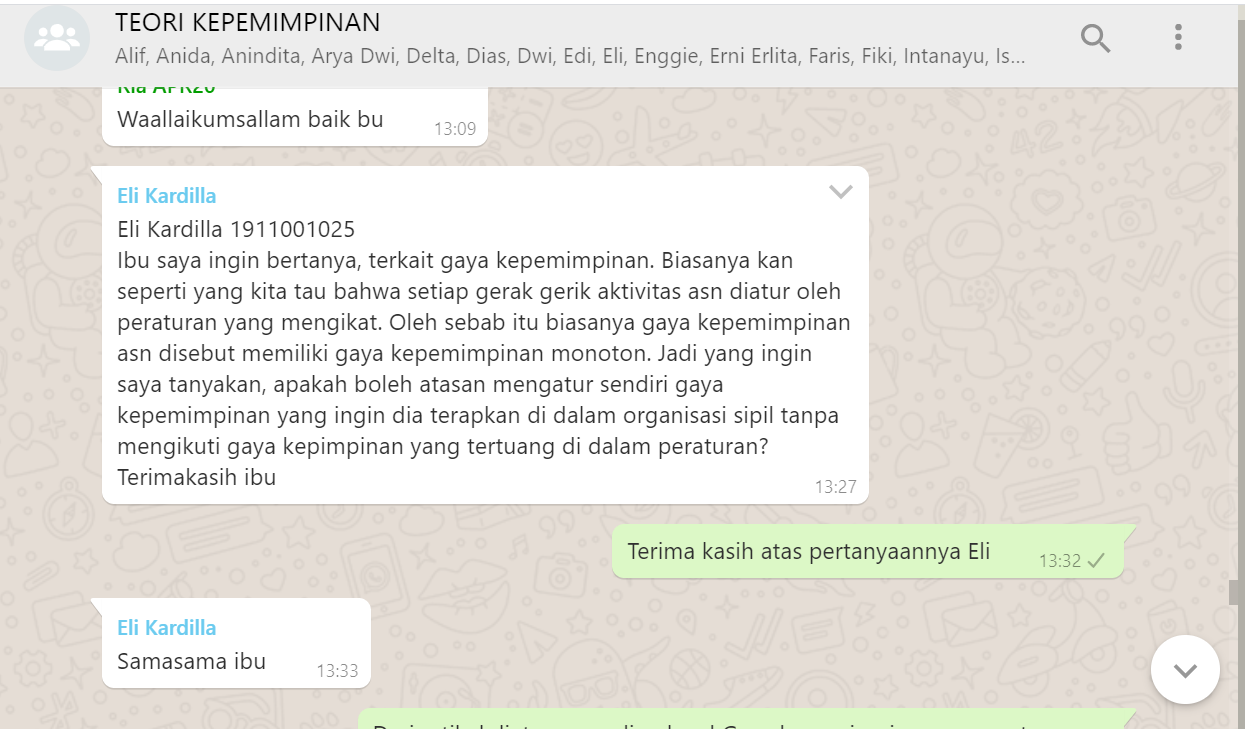 TEORI KEPEMIMPINAN
Alif, Anida, Anindita, Arya Dwi, Delta, Dias, Dwi, Edi, Eli, Enggie, Erni Erlita, Faris, Fiki, Intanayu, Is...
Waallaikumsallam baik bu
13:09
Eli Kardilla
Eli Kardilla 1911001025
Ibu saya ingin bertanya, terkait gaya kepemimpinan. Biasanya kan
seperti yang kita tau bahwa setiap gerak gerik aktivitas asn diatur oleh
peraturan yang mengikat. Oleh sebab itu biasanya gaya kepemimpinan
asn disebut memiliki gaya kepemimpinan monoton. Jadi yang ingin
saya tanyakan, apakah boleh atasan mengatur sendiri gaya
kepemimpinan yang ingin dia terapkan di dalam organisasi sipil tanpa
mengikuti gaya kepimpinan yang tertuang di dalam peraturan?
Terimakasih ibu
13:27
Terima kasih atas pertanyaannya Eli
13:32
Eli Kardilla
Samasama ibu
13:33